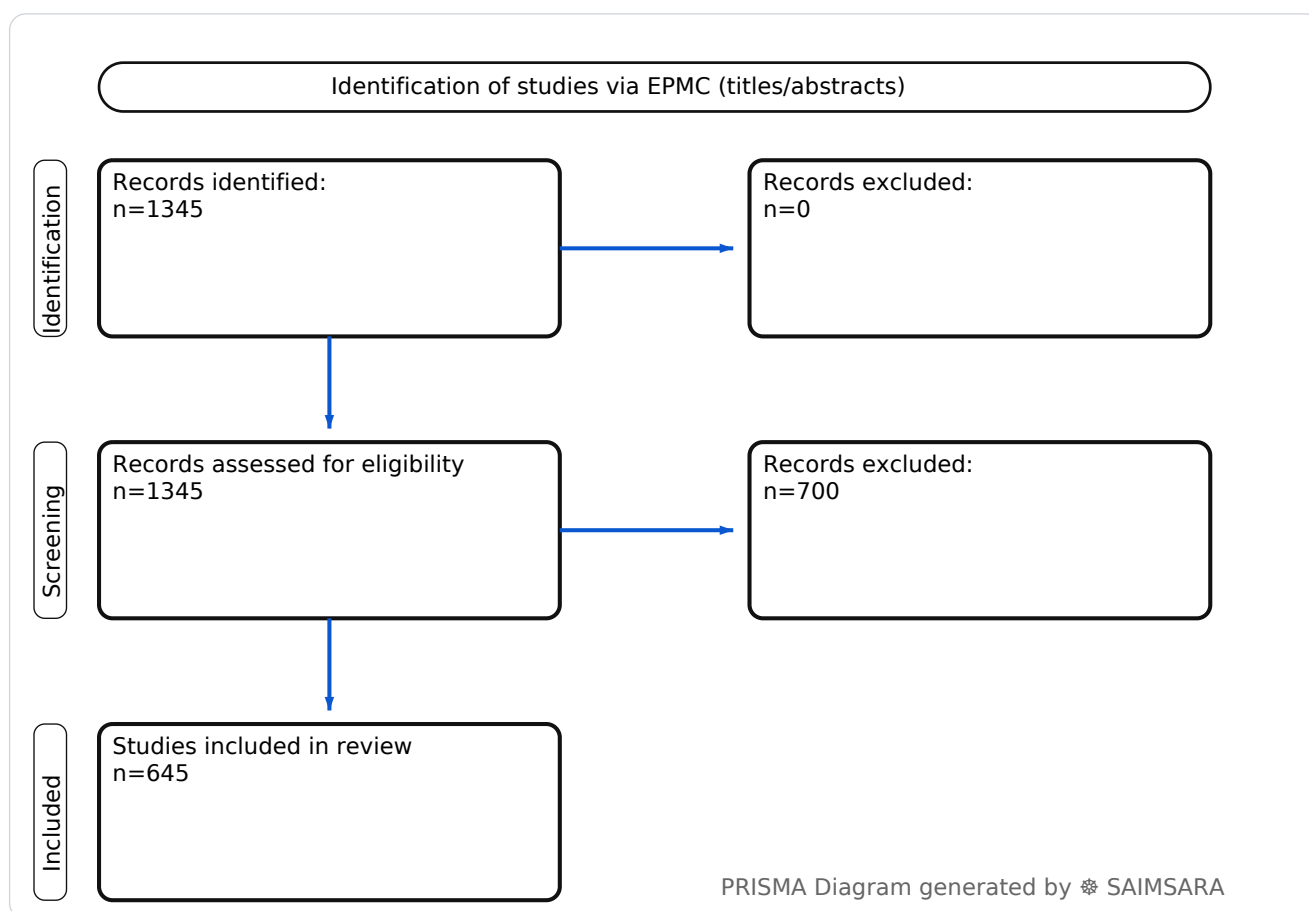 Identification of studies via EPMC (titles/abstracts)
Identification
Records identified:
n=1345
Records excluded:
n=0
Screening
Records assessed for eligibility
n=1345
Records excluded:
n=700
Included
Studies included in review
n=645
PRISMA Diagram generated by ☸ SAIMSARA